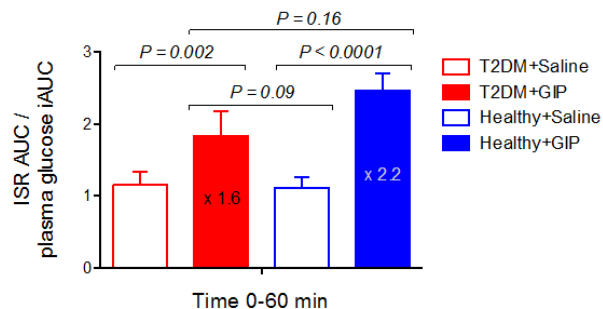 P = 0.16
P = 0.002
P < 0.0001
P = 0.09
3
2
1
0
ISR AUC /
plasma glucose iAUC
x 1.6
x 2.2
Time 0-60 min
T2DM+Saline
T2DM+GIP
Healthy+Saline
Healthy+GIP